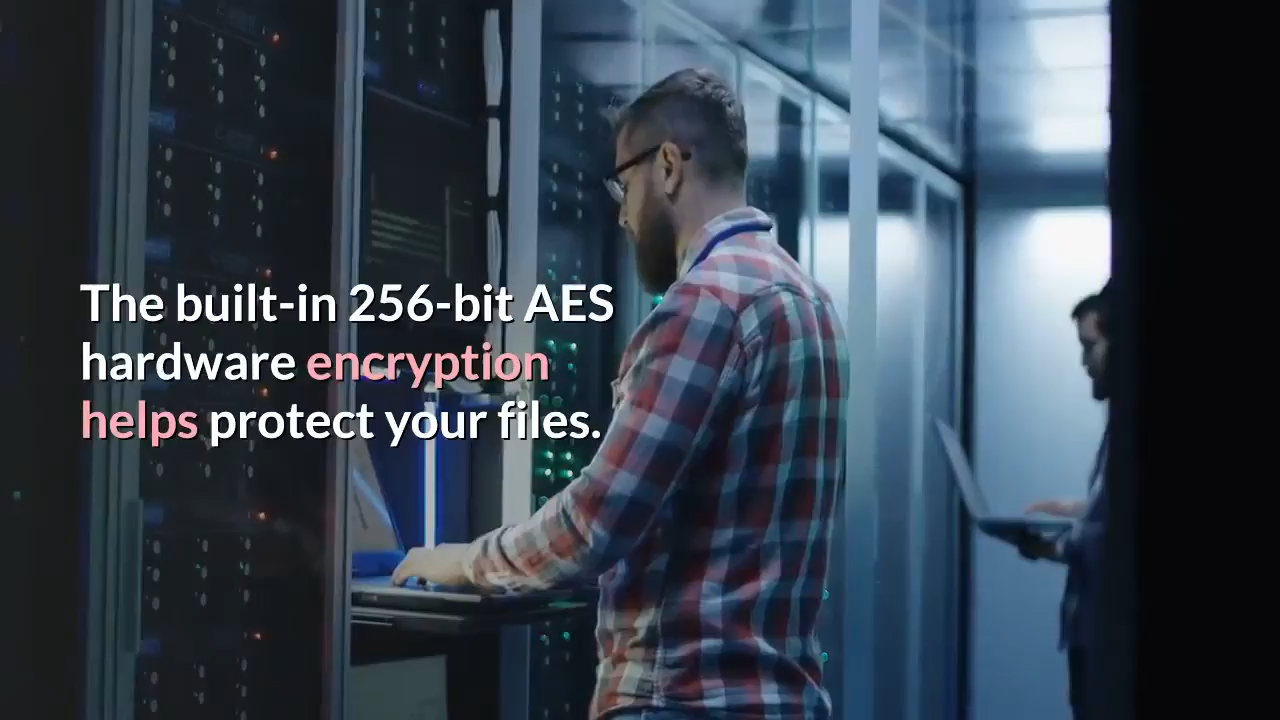 The built-in 256-bit AES
hardware encryption
helps protect your files.